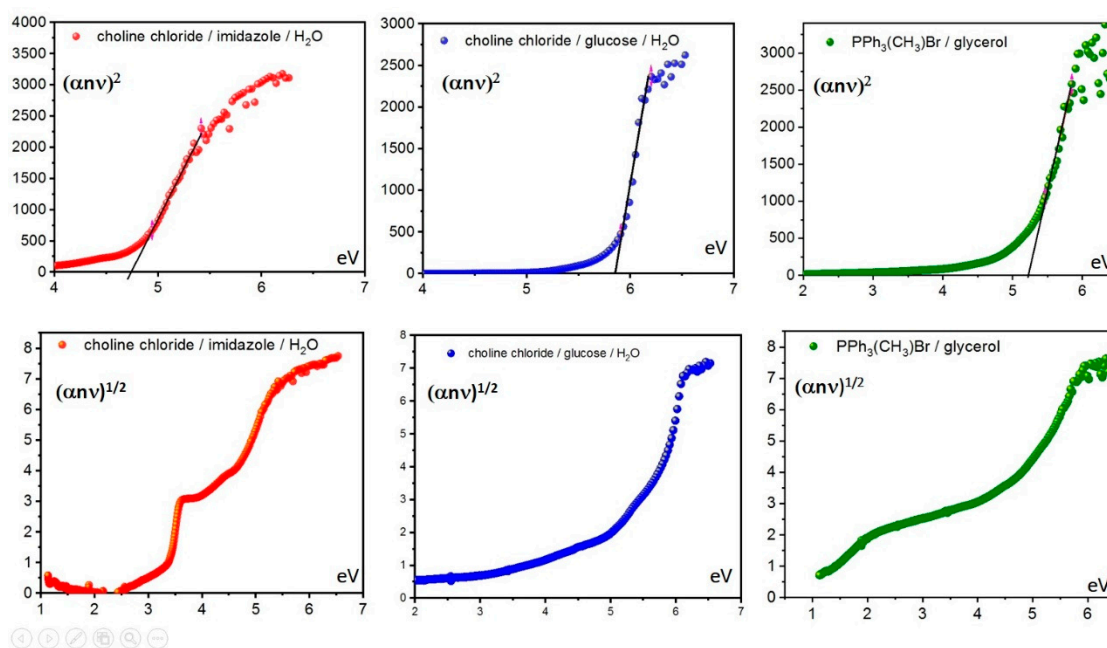 choline chloride / imidazole / H₂O
(αnν)²
4000
3500
3000
2500
2000
1500
1000
500
0
eV
4 5 6 7
choline chloride / glucose / H₂O
(αnν)²
3000
2500
2000
1500
1000
500
0
eV
4 5 6 7
PPh₃(CH₃)Br / glycerol
(αnν)²
3000
2500
2000
1500
1000
500
0
eV
2 3 4 5 6
choline chloride / imidazole / H₂O
(αnν)¹/²
8
7
6
5
4
3
2
1
0
eV
1 2 3 4 5 6 7
choline chloride / glucose / H₂O
(αnν)¹/²
8
7
6
5
4
3
2
1
0
eV
2 3 4 5 6 7
PPh₃(CH₃)Br / glycerol
(αnν)¹/²
8
7
6
5
4
3
2
1
0
eV
1 2 3 4 5 6